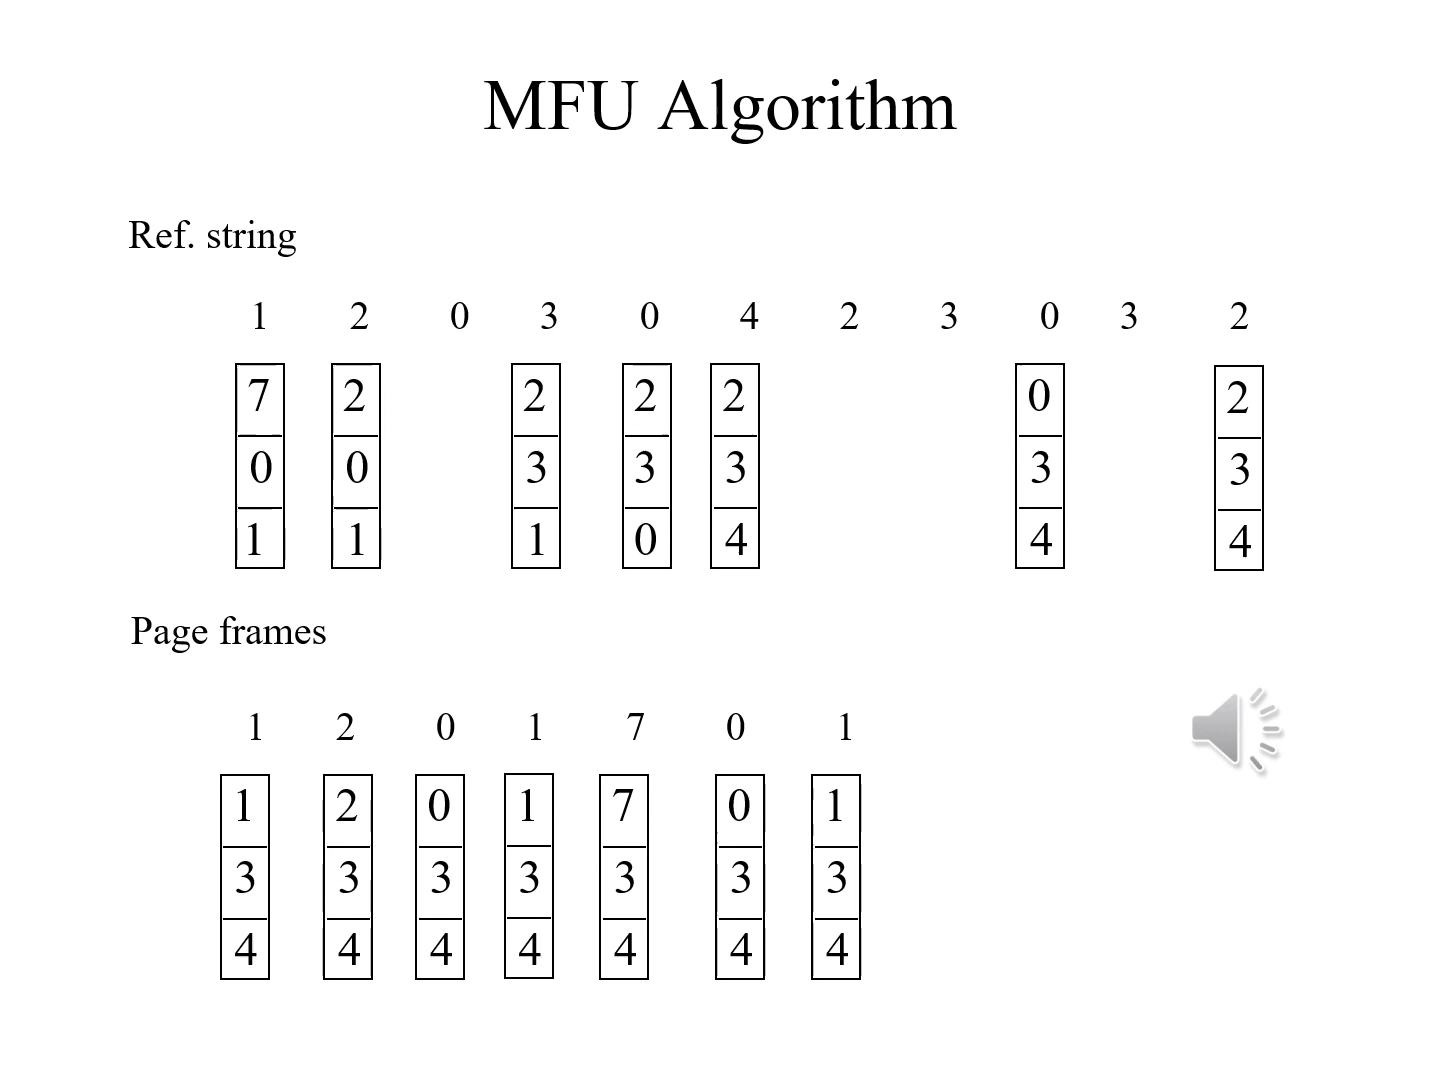 MFU Algorithm
Ref. string
1 2 0 3 0 4 2 3 0 3 2
7 2 2 2 2 0 2
0 0 3 3 3 3 3
1 1 1 0 4 4 4
Page frames
1 2 0 1 7 0 1
1 2 0 1 7 0 1
3 3 3 3 3 3 3
4 4 4 4 4 4 4